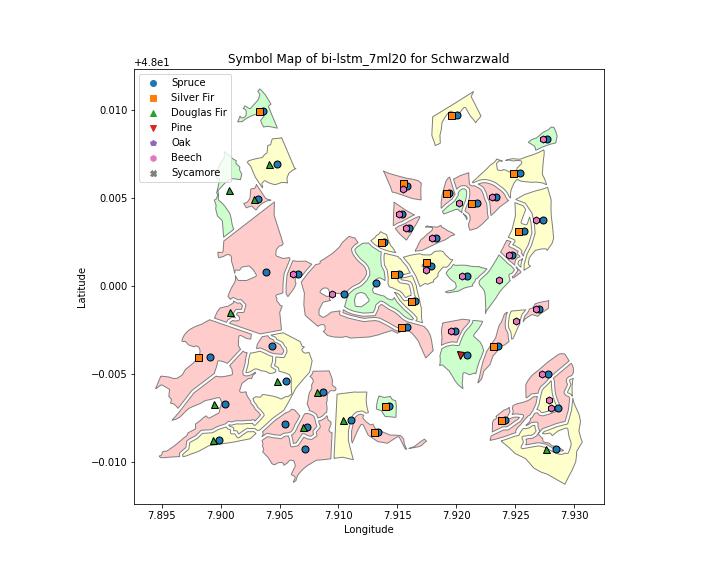 Symbol Map of bi-lstm_7ml20 for Schwarzwald
+4.8e1
Spruce
Silver Fir
Douglas Fir
Pine
Oak
Beech
Sycamore
0.010
0.005
0.000
−0.005
−0.010
Latitude
7.895 7.900 7.905 7.910 7.915 7.920 7.925 7.930
Longitude